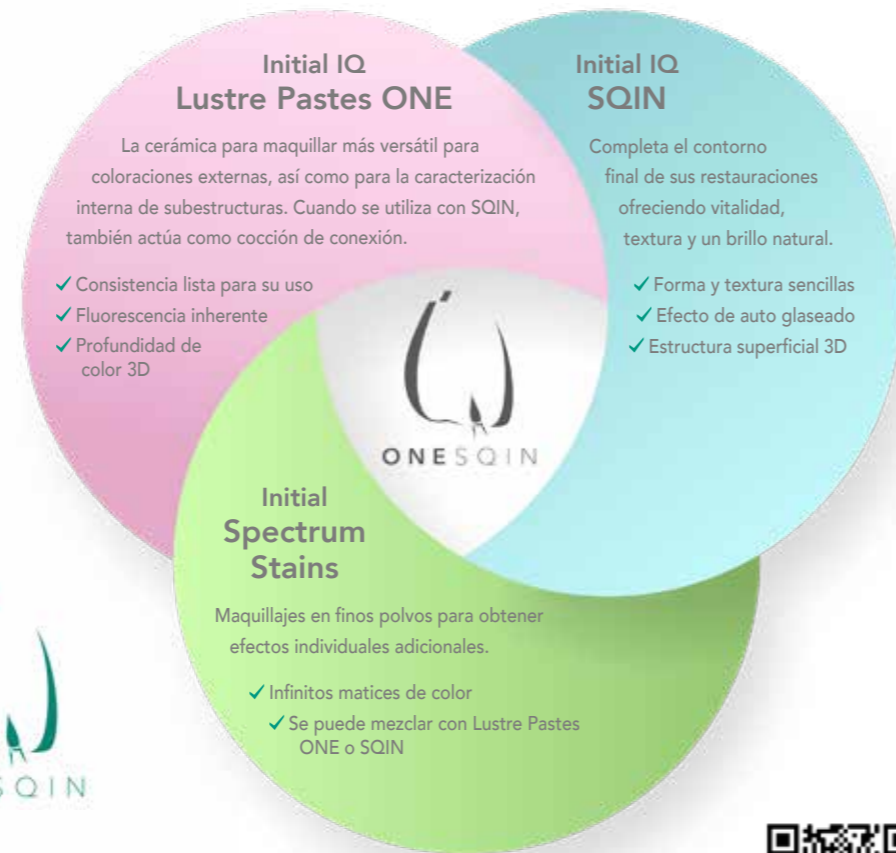 Initial IQ
Lustre Pastes ONE
La cerámica para maquillar más versátil para
coloraciones externas, así como para la caracterización
interna de subestructuras. Cuando se utiliza con SQIN,
también actúa como cocción de conexión.
✓ Consistencia lista para su uso
✓ Fluorescencia inherente
✓ Profundidad de
color 3D
Initial IQ
SQIN
Completa el contorno
final de sus restauraciones
ofreciendo vitalidad,
textura y un brillo natural.
✓ Forma y textura sencillas
✓ Efecto de auto glaseado
✓ Estructura superficial 3D
ONESQIN
Initial
Spectrum
Stains
Maquillajes en finos polvos para obtener
efectos individuales adicionales.
✓ Infinitos matices de color
✓ Se puede mezclar con Lustre Pastes
ONE o SQIN
SQIN